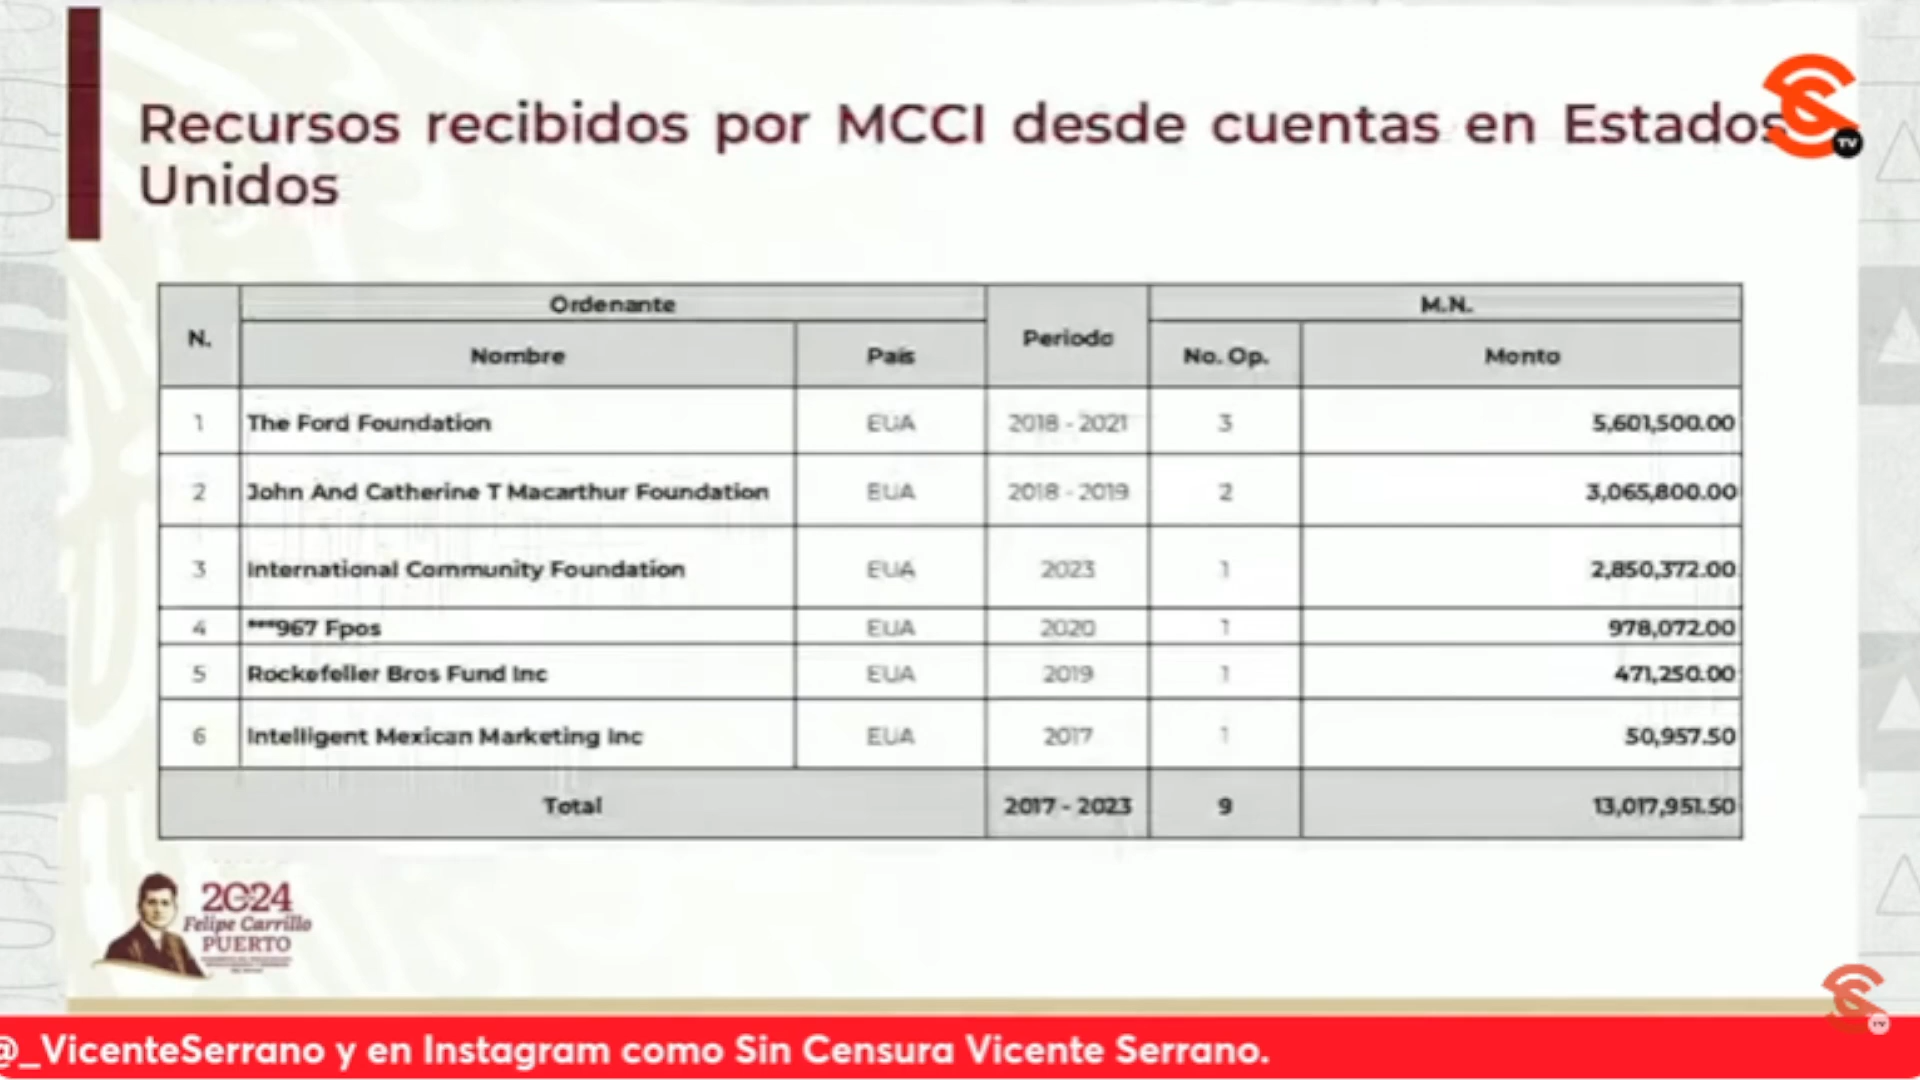 Recursos recibidos por MCCI desde cuentas en Estados
Unidos
TV
N. Ordenante Periodo M.N.
Nombre País No. Op. Monto
1 The Ford Foundation EUA 2018 - 2021 3 5,601,500.00
2 John And Catherine T Macarthur Foundation EUA 2018 - 2019 2 3,065,800.00
3 International Community Foundation EUA 2023 1 2,850,372.00
4 ***967 Fpos EUA 2020 1 978,072.00
5 Rockefeller Bros Fund Inc EUA 2019 1 471,250.00
6 Intelligent Mexican Marketing Inc EUA 2017 1 50,957.50
Total 2017 - 2023 9 13,017,951.50
2024
Felipe Carrillo
PUERTO
TV
@_VicenteSerrano y en Instagram como Sin Censura Vicente Serrano.